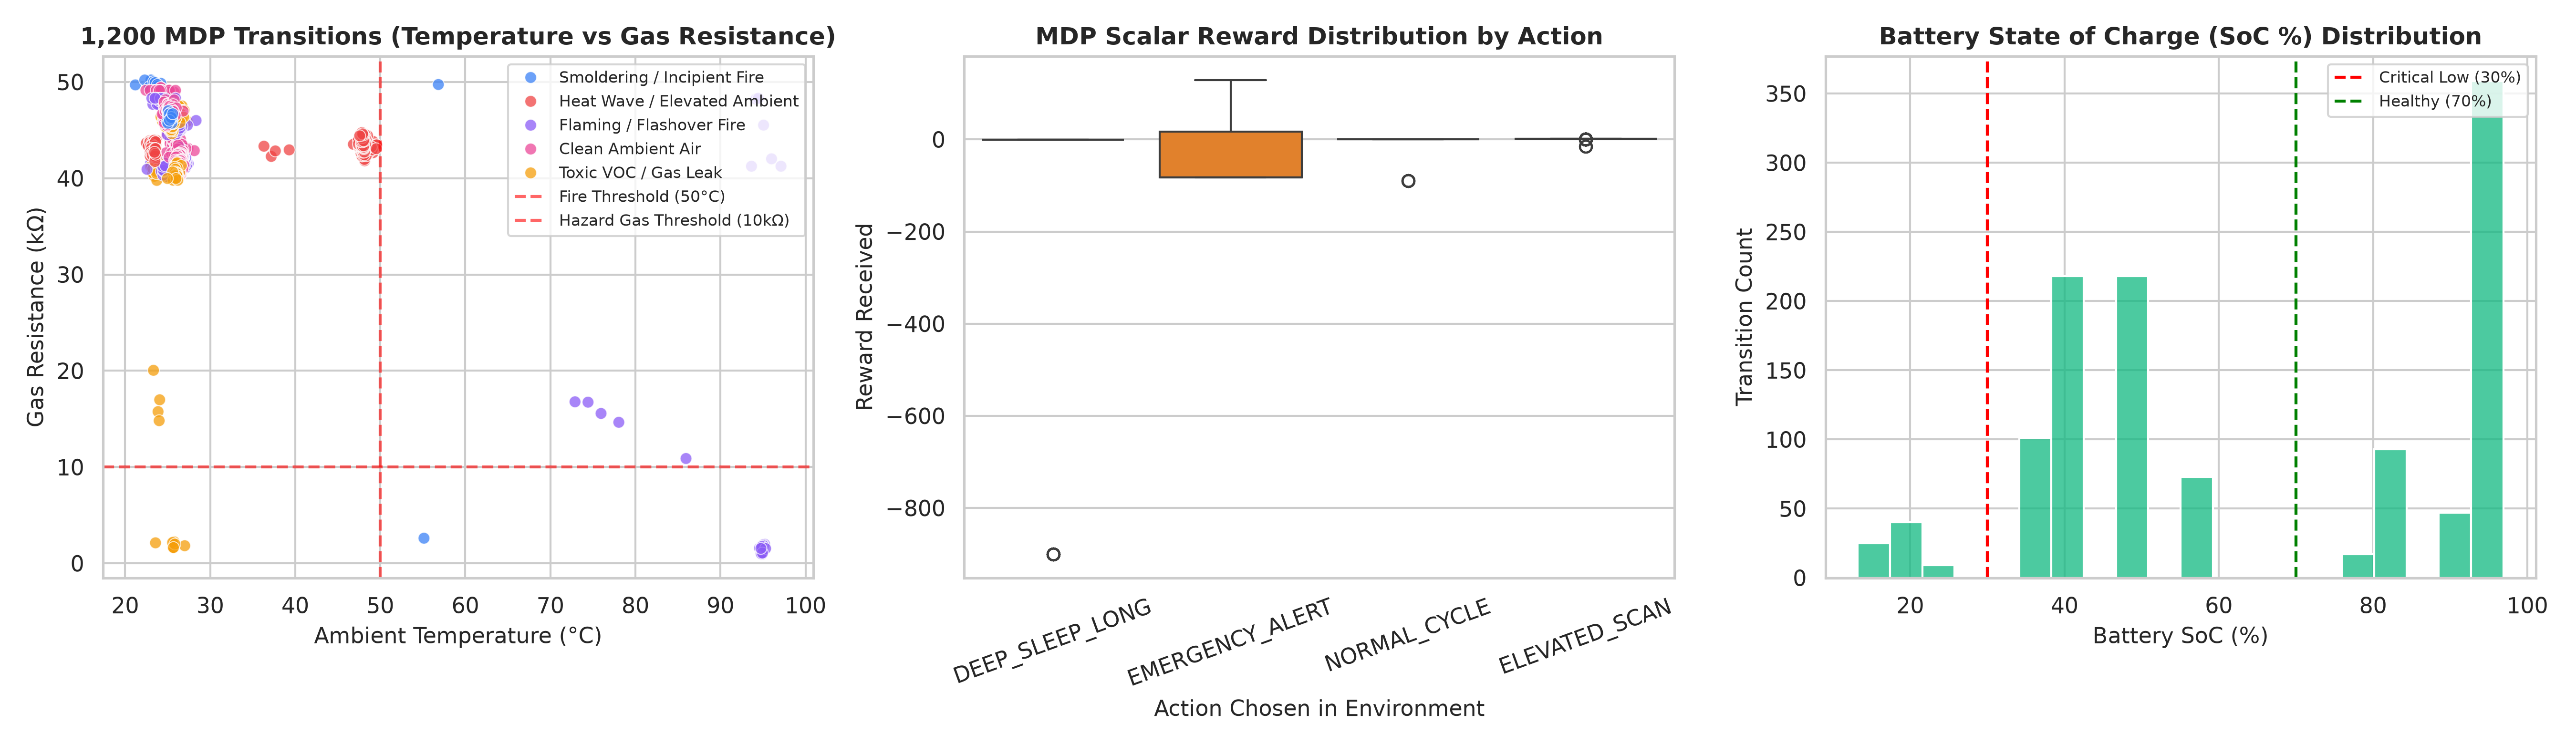 1,200 MDP Transitions (Temperature vs Gas Resistance)
Gas Resistance (kΩ)
50
40
30
20
10
0
Smoldering / Incipient Fire
Heat Wave / Elevated Ambient
Flaming / Flashover Fire
Clean Ambient Air
Toxic VOC / Gas Leak
Fire Threshold (50°C)
Hazard Gas Threshold (10kΩ)
20 30 40 50 60 70 80 90 100
Ambient Temperature (°C)
MDP Scalar Reward Distribution by Action
Reward Received
0
−200
−400
−600
−800
DEEP_SLEEP_LONG
EMERGENCY_ALERT
NORMAL_CYCLE
ELEVATED_SCAN
Action Chosen in Environment
Battery State of Charge (SoC %) Distribution
Transition Count
350
300
250
200
150
100
50
0
Critical Low (30%)
Healthy (70%)
20 40 60 80 100
Battery SoC (%)